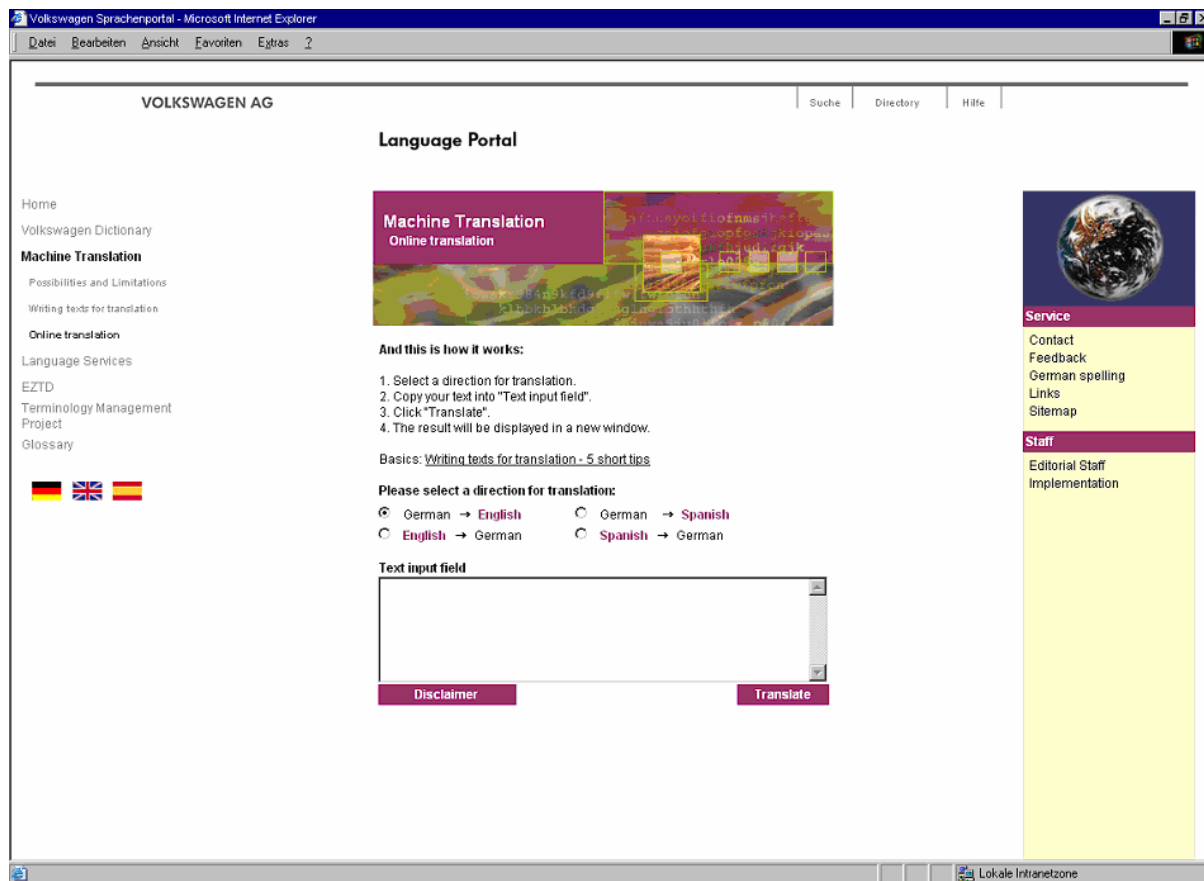 Volkswagen Sprachenportal - Microsoft Internet Explorer
Datei Bearbeiten Ansicht Favoriten Extras ?
VOLKSWAGEN AG
Suche Directory Hilfe
Language Portal
Home
Volkswagen Dictionary
Machine Translation
Possibilities and Limitations
Writing texts for translation
Online translation
Language Services
EZTD
Terminology Management
Project
Glossary
Machine Translation
Online translation
And this is how it works:
1. Select a direction for translation.
2. Copy your text into "Text input field".
3. Click "Translate".
4. The result will be displayed in a new window.
Basics: Writing texts for translation - 5 short tips
Please select a direction for translation:
German → English German → Spanish
English → German Spanish → German
Text input field
Disclaimer Translate
Service
Contact
Feedback
German spelling
Links
Sitemap
Staff
Editorial Staff
Implementation
Lokale Intranetzone